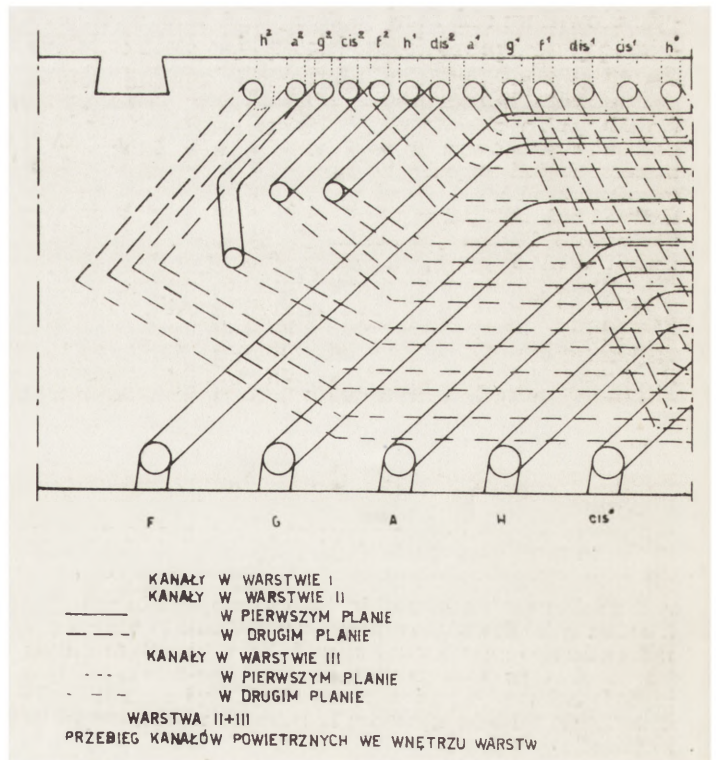 h² a² g² cis² f² h¹ dis² a¹ g¹ f¹ dis¹ cis¹ h°
F G A H cis°
KANAŁY W WARSTWIE I
KANAŁY W WARSTWIE II
W PIERWSZYM PLANIE
W DRUGIM PLANIE
KANAŁY W WARSTWIE III
W PIERWSZYM PLANIE
W DRUGIM PLANIE
WARSTWA II+III
PRZEBIEG KANAŁÓW POWIETRZNYCH WE WNĘTRZU WARSTW